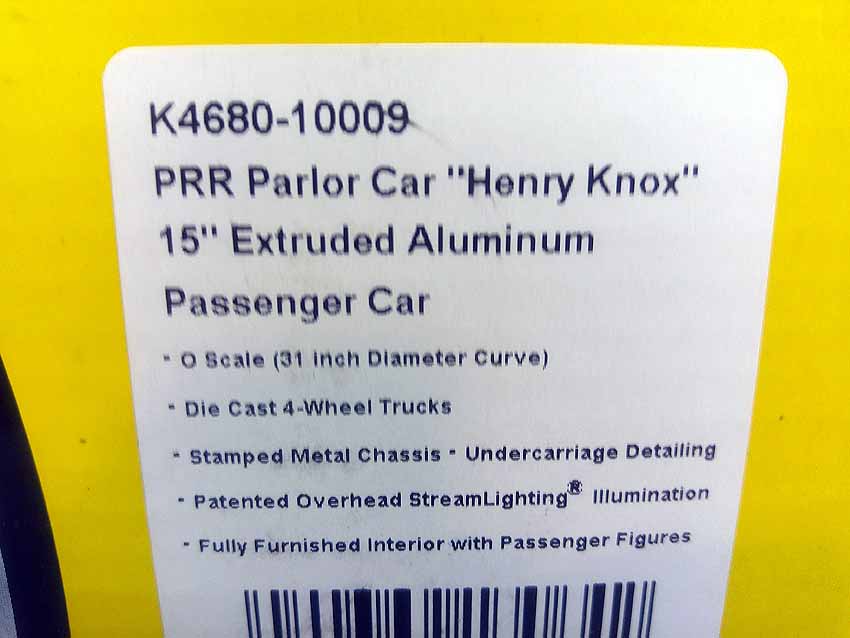 K4680-10009
PRR Parlor Car "Henry Knox"
15" Extruded Aluminum
Passenger Car
- O Scale (31 inch Diameter Curve)
- Die Cast 4-Wheel Trucks
- Stamped Metal Chassis - Undercarriage Detailing
- Patented Overhead StreamLighting® Illumination
- Fully Furnished Interior with Passenger Figures